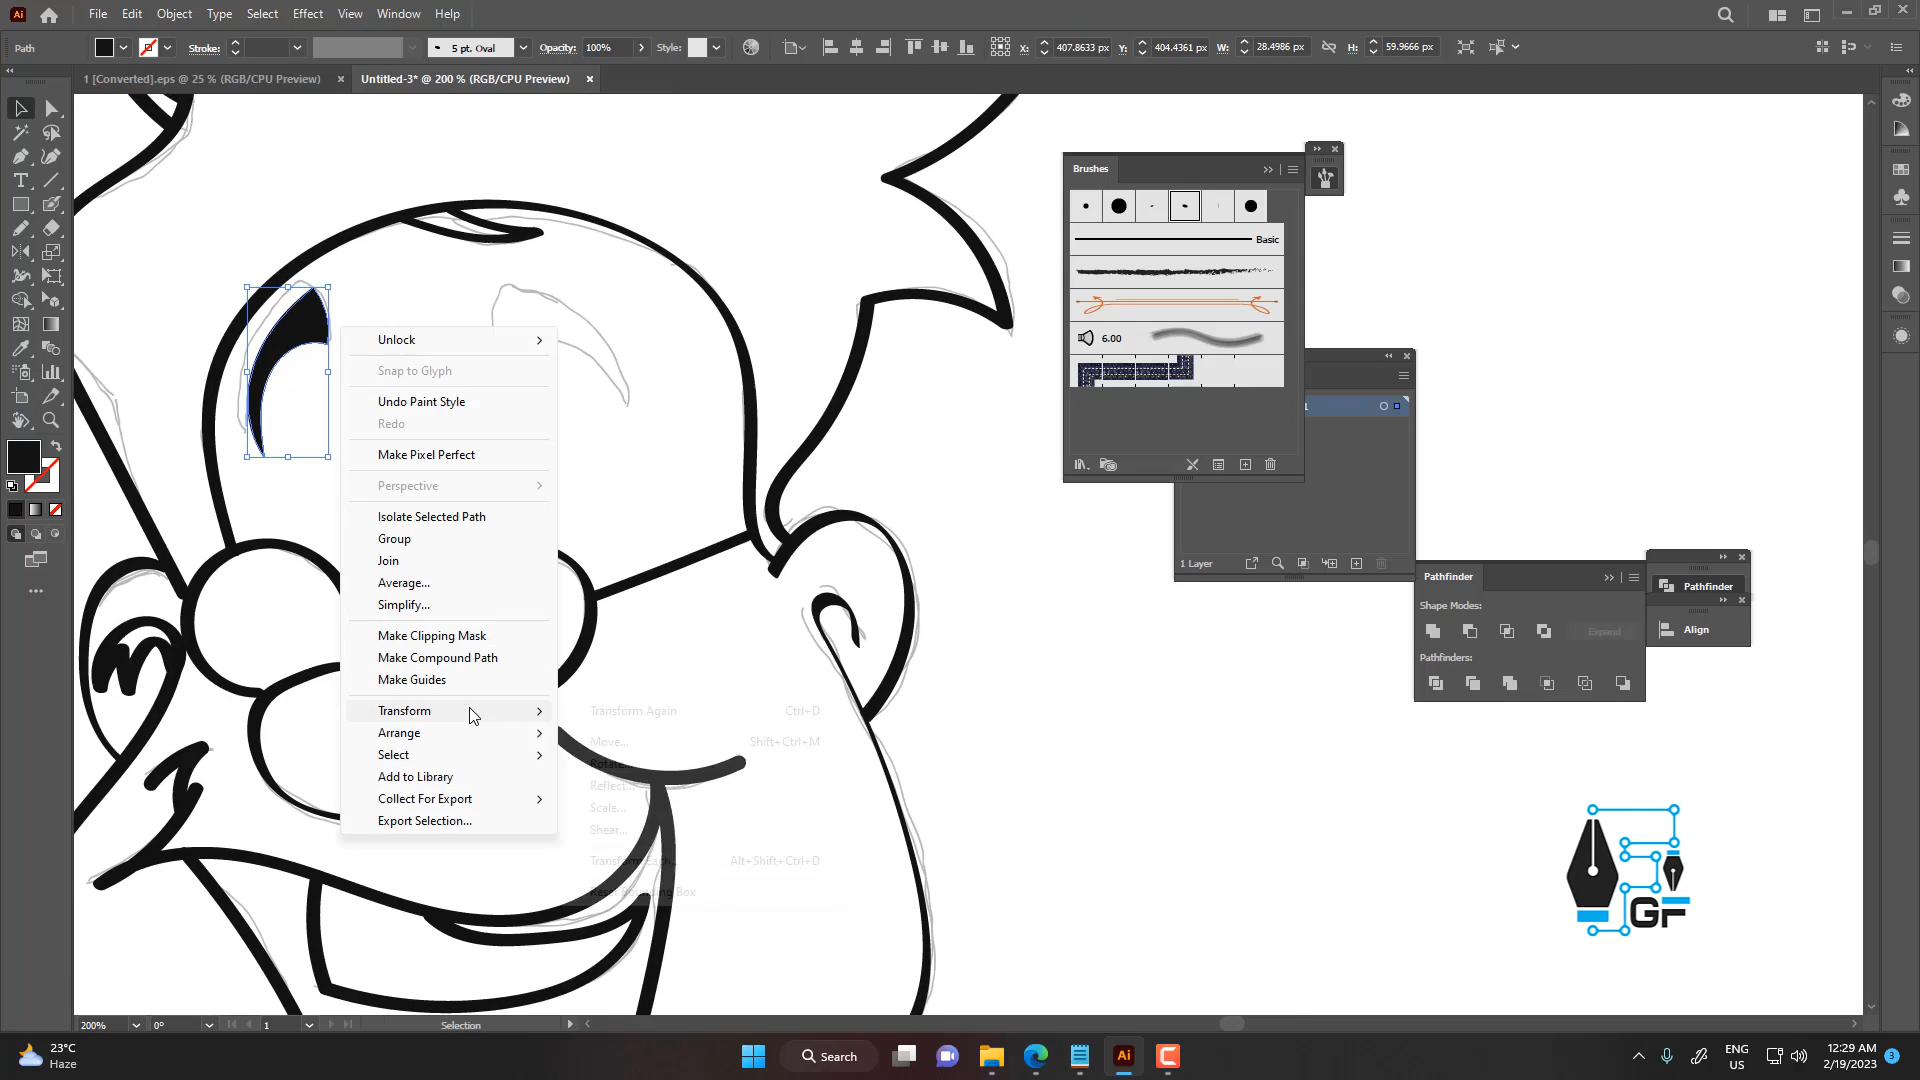 Ai File Edit Object Type Select Effect View Window Help
Path Stroke: 5 pt. Oval Opacity: 100% Style: X: 407.8633 px Y: 404.4361 px W: 28.4986 px H: 59.9666 px
1 [Converted].eps @ 25 % (RGB/CPU Preview) Untitled-3* @ 200 % (RGB/CPU Preview)
Brushes
Basic
6.00
1
1 Layer
Pathfinder
Shape Modes:
Expand
Pathfinders:
Pathfinder
Align
Unlock
Snap to Glyph
Undo Paint Style
Redo
Make Pixel Perfect
Perspective
Isolate Selected Path
Group
Join
Average...
Simplify...
Make Clipping Mask
Make Compound Path
Make Guides
Transform
Arrange
Select
Add to Library
Collect For Export
Export Selection...
Transform Again Ctrl+D
Move... Shift+Ctrl+M
Rotate...
Reflect...
Scale...
Shear...
Transform Each... Alt+Shift+Ctrl+D
Reset Bounding Box
GF
200% 0° 1 Selection
23°C
Haze
Search
Ai
ENG
US
12:29 AM
2/19/2023
3